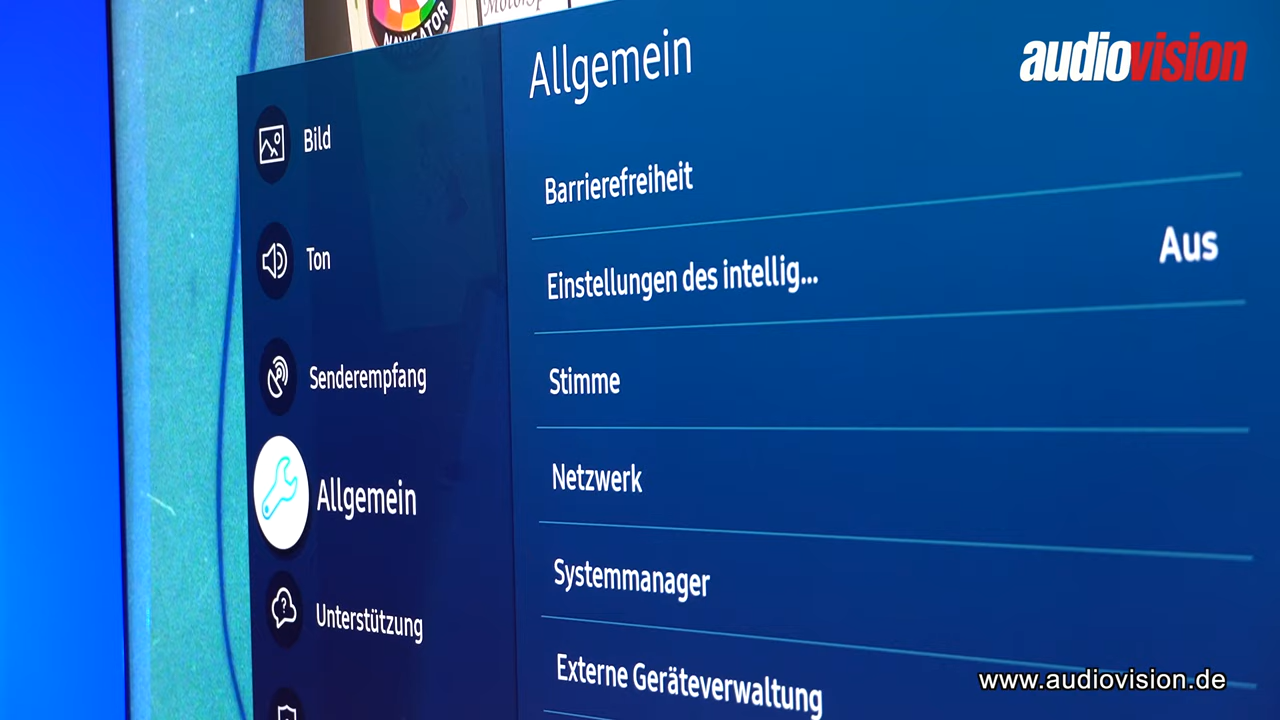 NAVIGATOR
audiovision
Allgemein
Bild
Ton
Senderempfang
Allgemein
Unterstützung
Barrierefreiheit
Einstellungen des intellig... Aus
Stimme
Netzwerk
Systemmanager
Externe Geräteverwaltung
www.audiovision.de